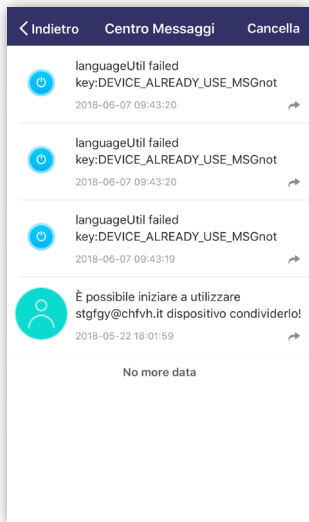 Indietro Centro Messaggi Cancella
languageUtil failed
key:DEVICE_ALREADY_USE_MSGnot
2018-06-07 09:43:20
languageUtil failed
key:DEVICE_ALREADY_USE_MSGnot
2018-06-07 09:43:20
languageUtil failed
key:DEVICE_ALREADY_USE_MSGnot
2018-06-07 09:43:19
È possibile iniziare a utilizzare
stgfgy@chfvh.it dispositivo condividerlo!
2018-05-22 18:01:59
No more data